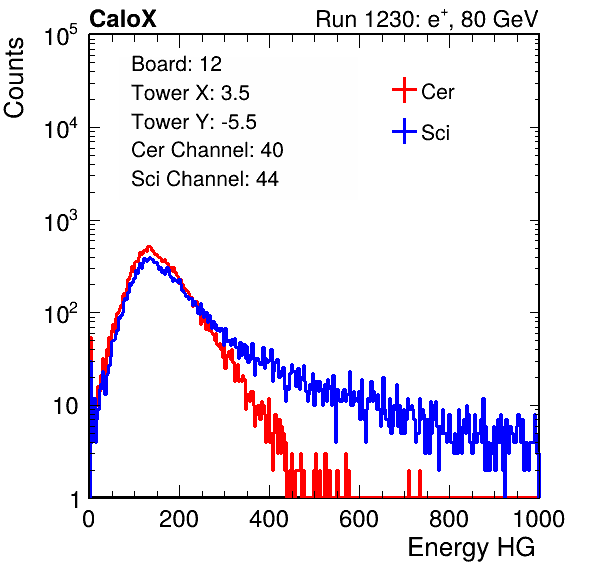 CaloX Run 1230: e⁺, 80 GeV
Counts
10⁵
10⁴
10³
10²
10
1
Board: 12
Tower X: 3.5
Tower Y: -5.5
Cer Channel: 40
Sci Channel: 44
Cer
Sci
0 200 400 600 800 1000
Energy HG